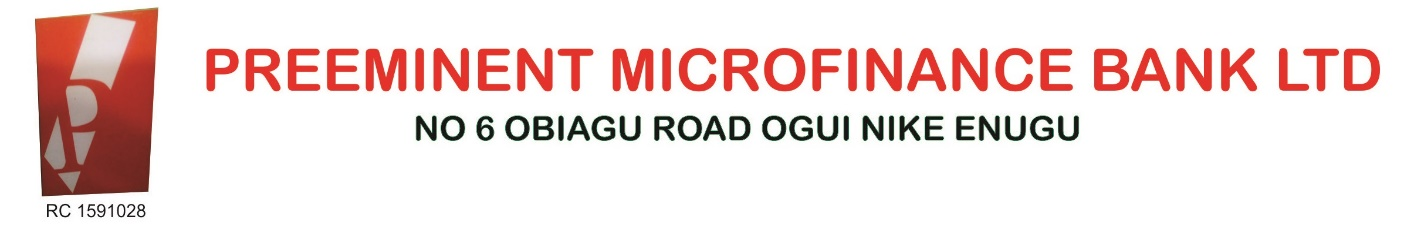 PREEMINENT MICROFINANCE BANK LTD
NO 6 OBIAGU ROAD OGUI NIKE ENUGU
RC 1591028